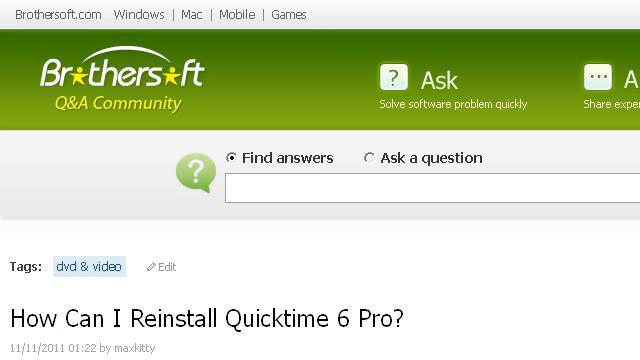 Brothersoft.com Windows | Mac | Mobile | Games
Brothersoft
Q&A Community
? Ask
Solve software problem quickly
Share exper
Find answers
Ask a question
Tags: dvd & video Edit
How Can I Reinstall Quicktime 6 Pro?
11/11/2011 01:22 by maxkitty